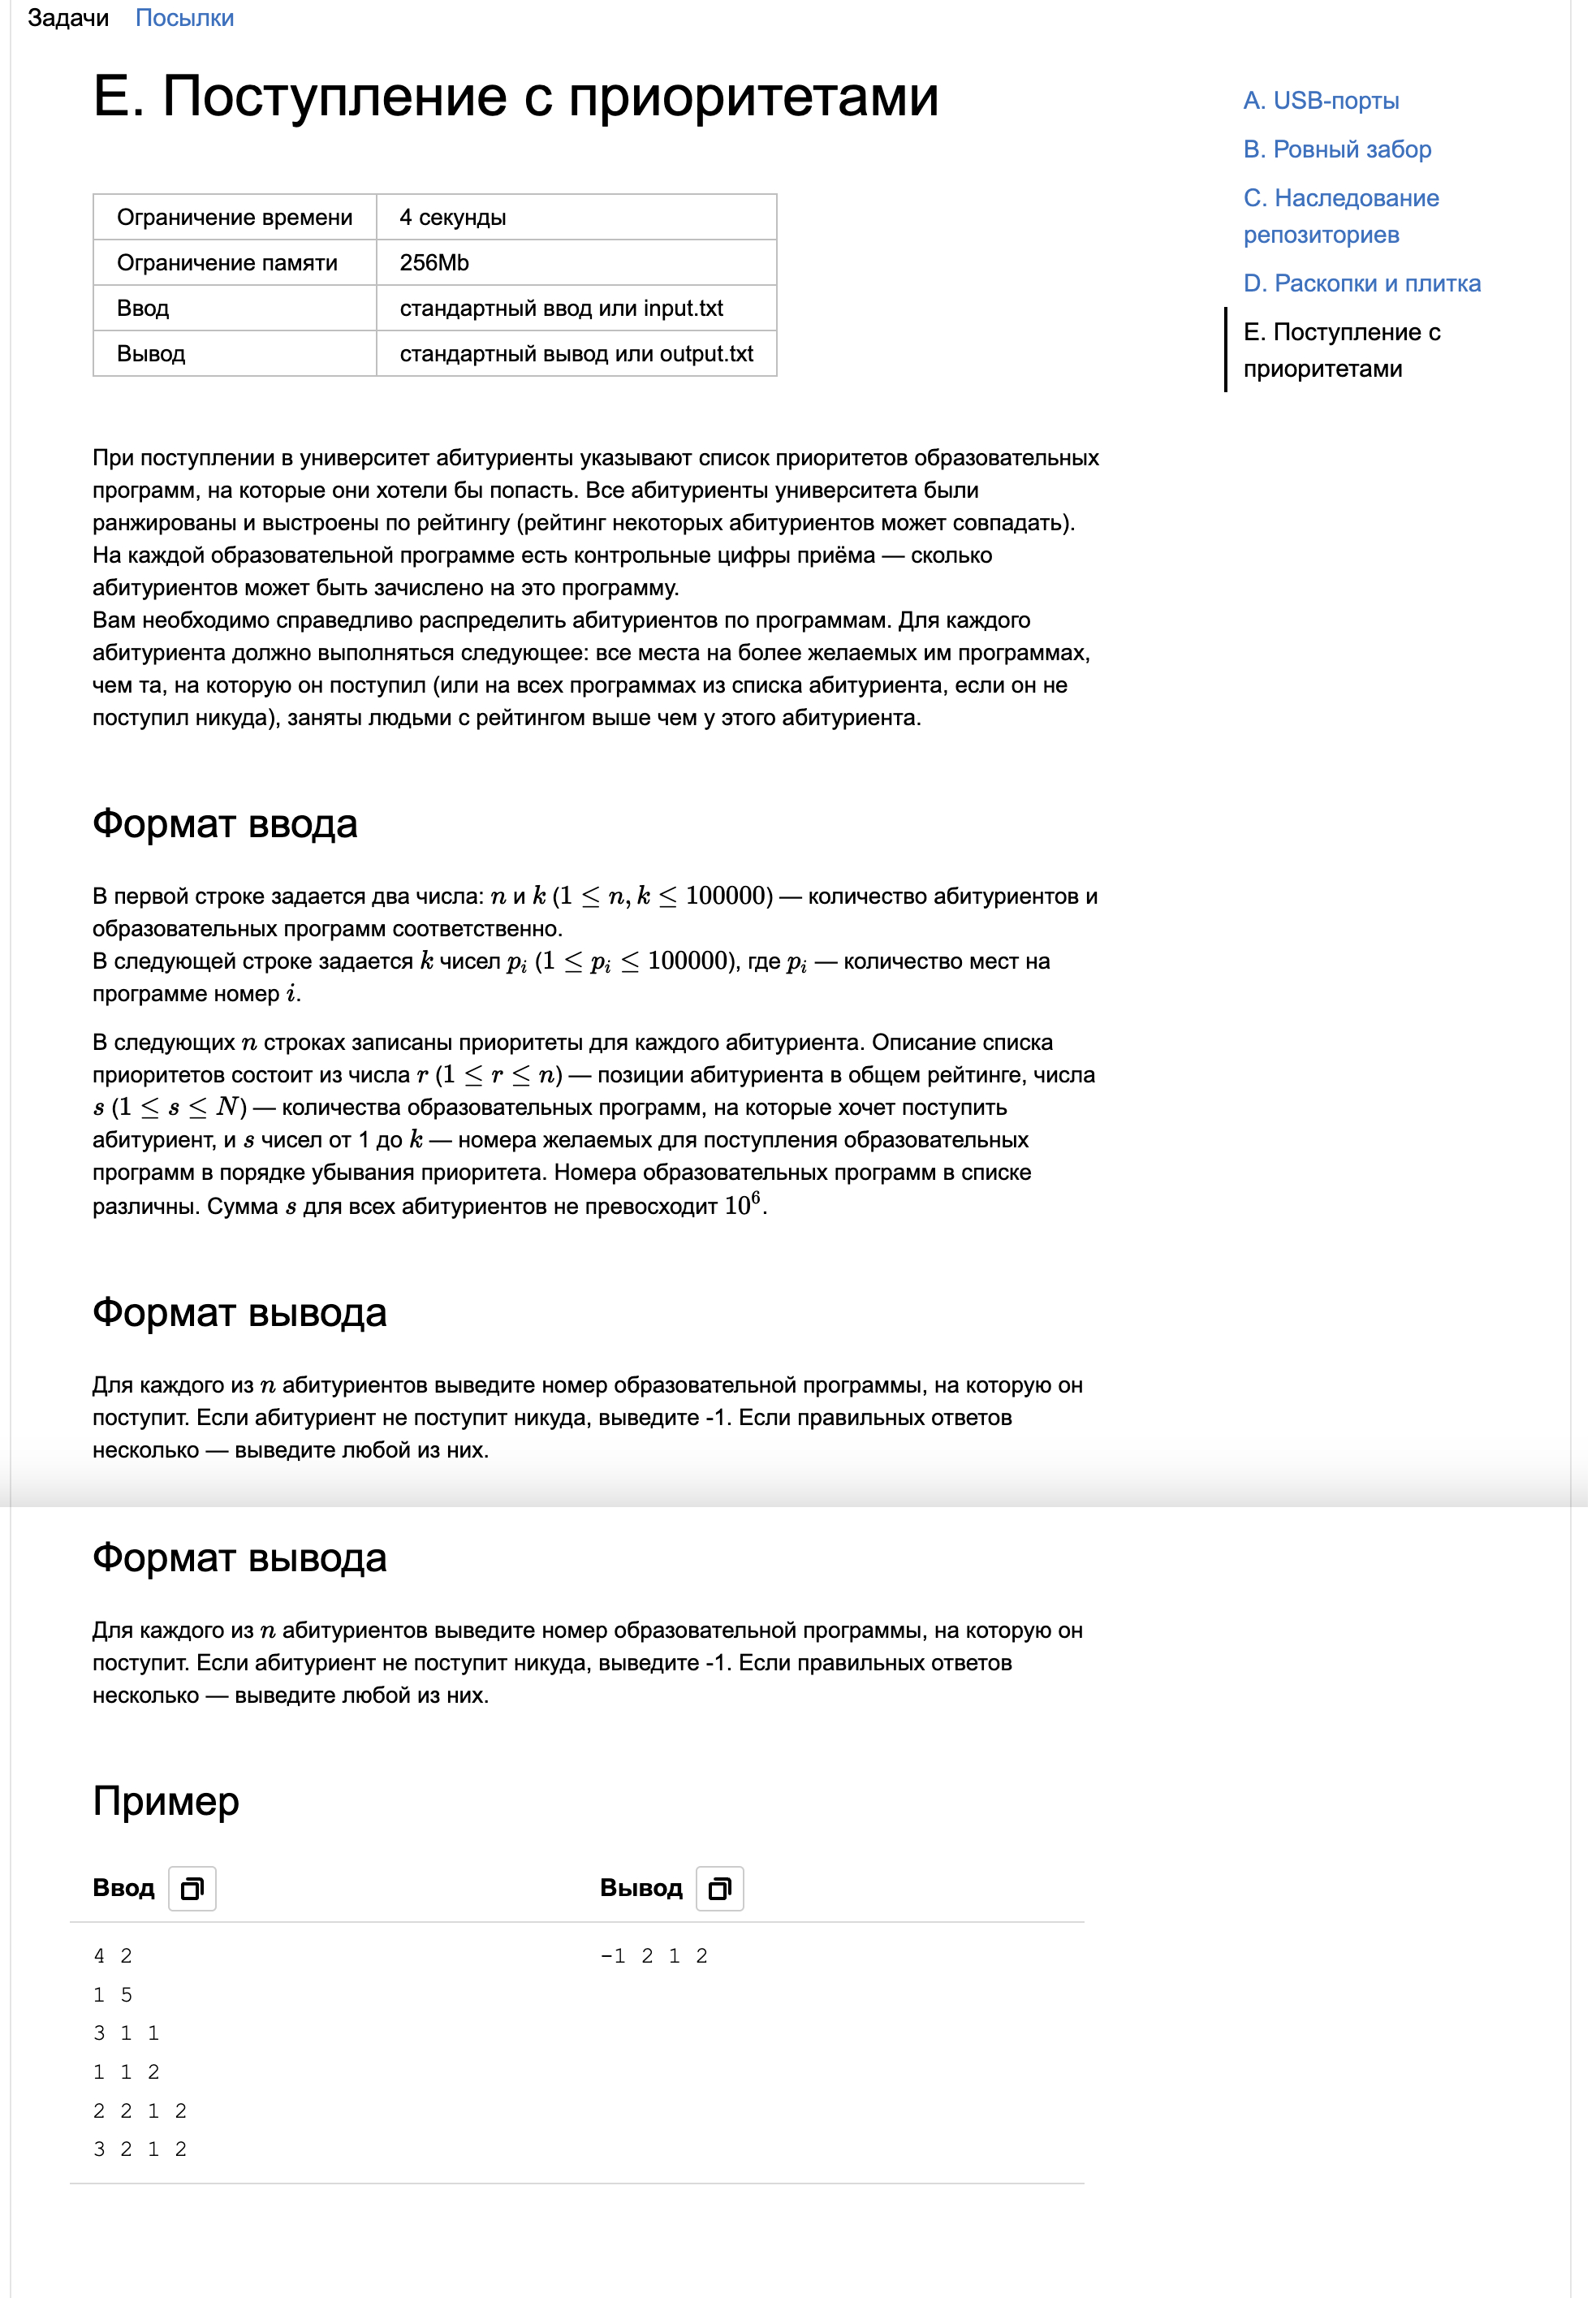 Задачи Посылки
E. Поступление с приоритетами
A. USB-порты
B. Ровный забор
C. Наследование
репозиториев
D. Раскопки и плитка
E. Поступление с
приоритетами
Ограничение времени 4 секунды
Ограничение памяти 256Mb
Ввод стандартный ввод или input.txt
Вывод стандартный вывод или output.txt
При поступлении в университет абитуриенты указывают список приоритетов образовательных
программ, на которые они хотели бы попасть. Все абитуриенты университета были
ранжированы и выстроены по рейтингу (рейтинг некоторых абитуриентов может совпадать).
На каждой образовательной программе есть контрольные цифры приёма — сколько
абитуриентов может быть зачислено на это программу.
Вам необходимо справедливо распределить абитуриентов по программам. Для каждого
абитуриента должно выполняться следующее: все места на более желаемых им программах,
чем та, на которую он поступил (или на всех программах из списка абитуриента, если он не
поступил никуда), заняты людьми с рейтингом выше чем у этого абитуриента.
Формат ввода
В первой строке задается два числа: n и k (1 ≤ n, k ≤ 100000) — количество абитуриентов и
образовательных программ соответственно.
В следующей строке задается k чисел pᵢ (1 ≤ pᵢ ≤ 100000), где pᵢ — количество мест на
программе номер i.
В следующих n строках записаны приоритеты для каждого абитуриента. Описание списка
приоритетов состоит из числа r (1 ≤ r ≤ n) — позиции абитуриента в общем рейтинге, числа
s (1 ≤ s ≤ N) — количества образовательных программ, на которые хочет поступить
абитуриент, и s чисел от 1 до k — номера желаемых для поступления образовательных
программ в порядке убывания приоритета. Номера образовательных программ в списке
различны. Сумма s для всех абитуриентов не превосходит 10⁶.
Формат вывода
Для каждого из n абитуриентов выведите номер образовательной программы, на которую он
поступит. Если абитуриент не поступит никуда, выведите -1. Если правильных ответов
несколько — выведите любой из них.
Формат вывода
Для каждого из n абитуриентов выведите номер образовательной программы, на которую он
поступит. Если абитуриент не поступит никуда, выведите -1. Если правильных ответов
несколько — выведите любой из них.
Пример
Ввод Вывод
4 2 -1 2 1 2
1 5
3 1 1
1 1 2
2 2 1 2
3 2 1 2